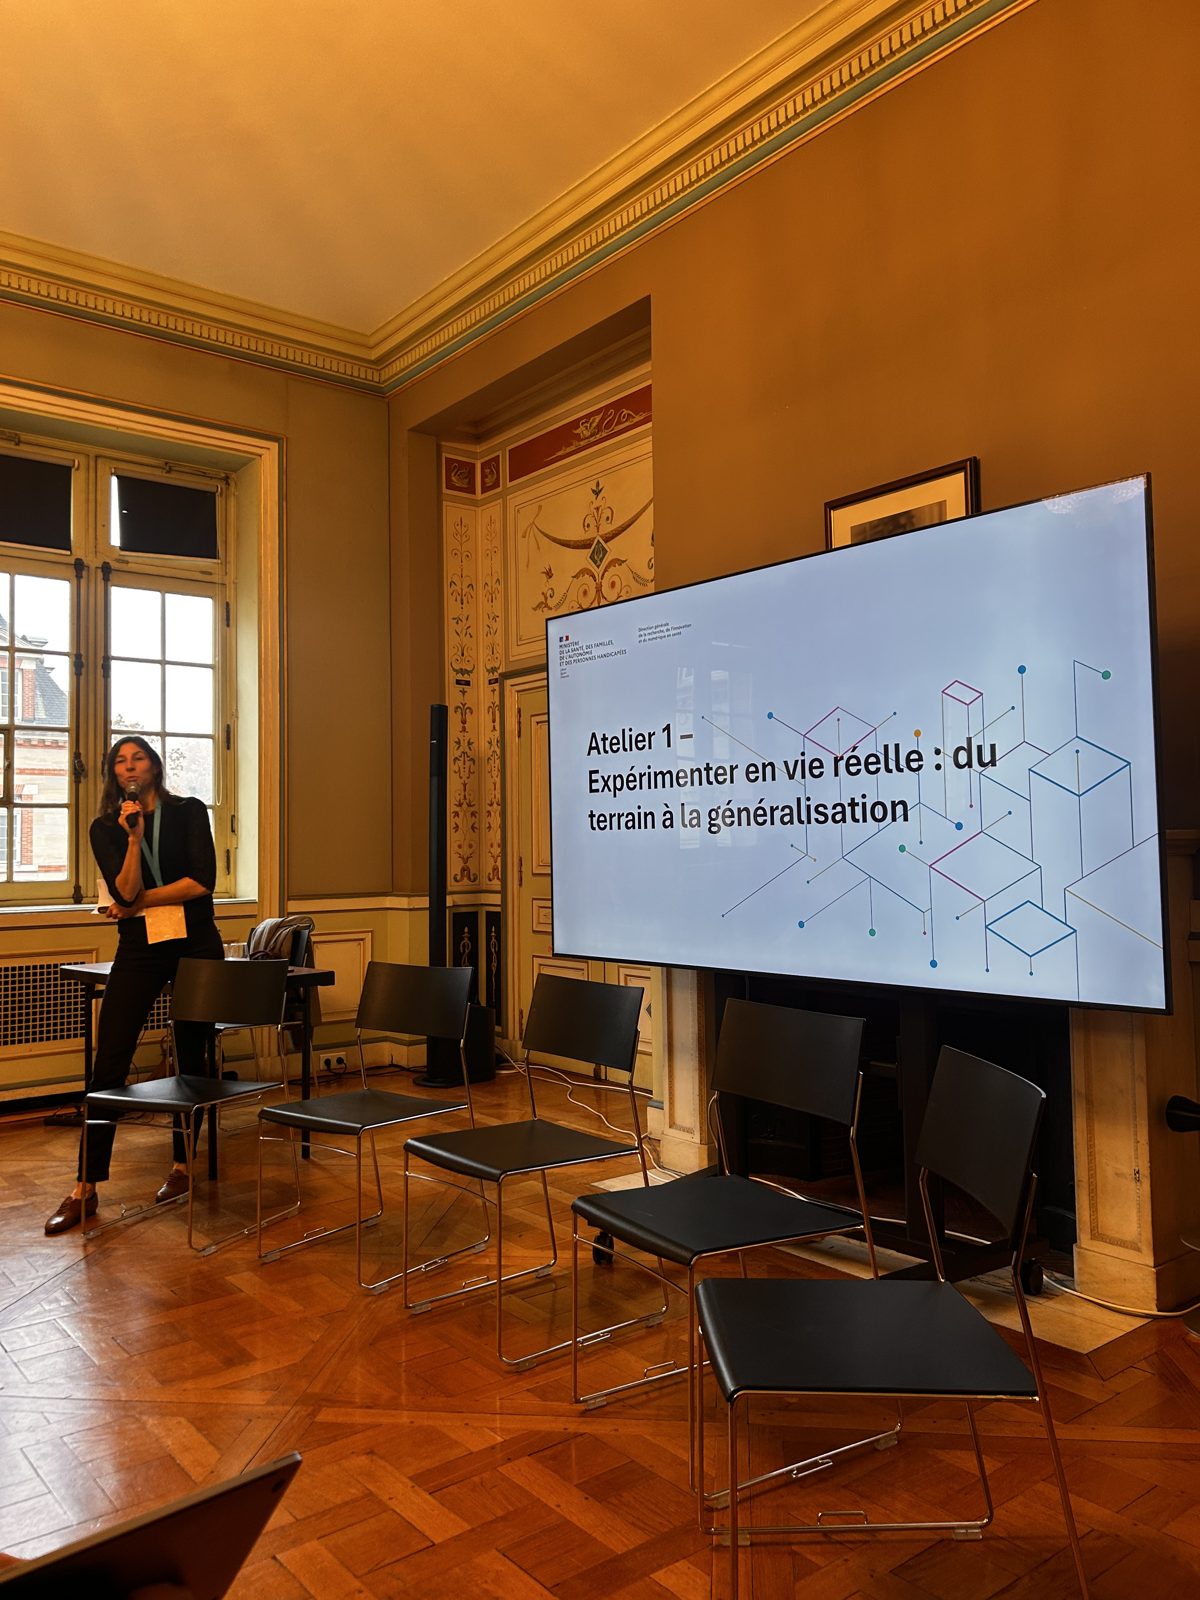 MINISTÈRE
DE LA SANTÉ, DES FAMILLES,
DE L'AUTONOMIE
ET DES PERSONNES HANDICAPÉES
Direction générale
de la recherche, de l'innovation
et du numérique en santé
Atelier 1 –
Expérimenter en vie réelle : du
terrain à la généralisation